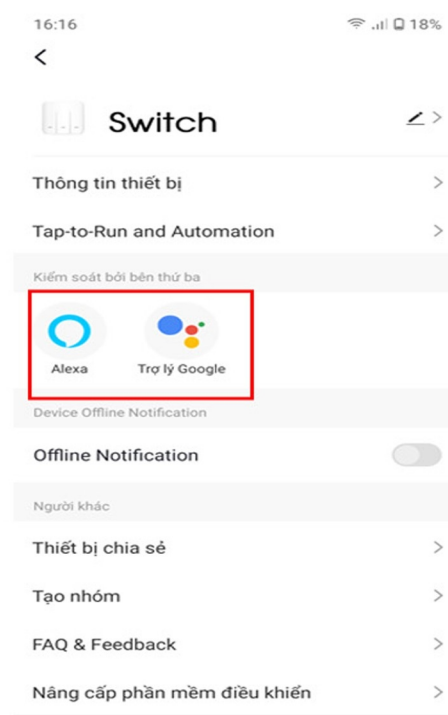 16:16
18%
Switch
Thông tin thiết bị
Tap-to-Run and Automation
Kiểm soát bởi bên thứ ba
Alexa Trợ lý Google
Device Offline Notification
Offline Notification
Người khác
Thiết bị chia sẻ
Tạo nhóm
FAQ & Feedback
Nâng cấp phần mềm điều khiển